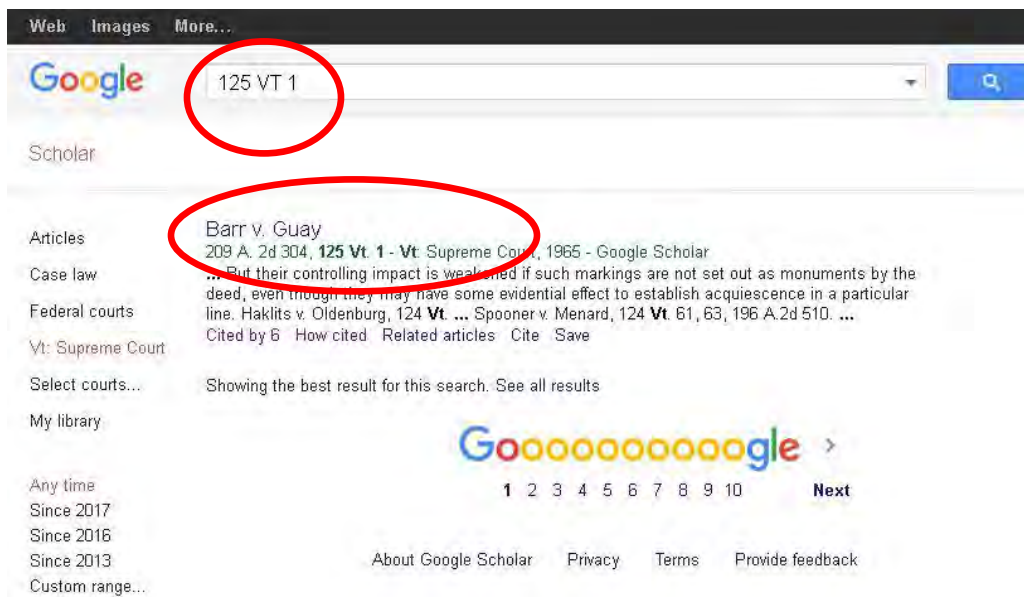 Web Images More...
Google 125 VT 1
Scholar
Articles
Case law
Federal courts
Vt: Supreme Court
Select courts...
My library
Any time
Since 2017
Since 2016
Since 2013
Custom range...
Barr v. Guay
209 A. 2d 304, 125 Vt. 1 - Vt: Supreme Court, 1965 - Google Scholar
... But their controlling impact is weakened if such markings are not set out as monuments by the
deed, even though they may have some evidential effect to establish acquiescence in a particular
line. Haklits v. Oldenburg, 124 Vt. ... Spooner v. Menard, 124 Vt. 61, 63, 196 A.2d 510. ...
Cited by 6 How cited Related articles Cite Save
Showing the best result for this search. See all results
Goooooooooogle >
1 2 3 4 5 6 7 8 9 10 Next
About Google Scholar Privacy Terms Provide feedback